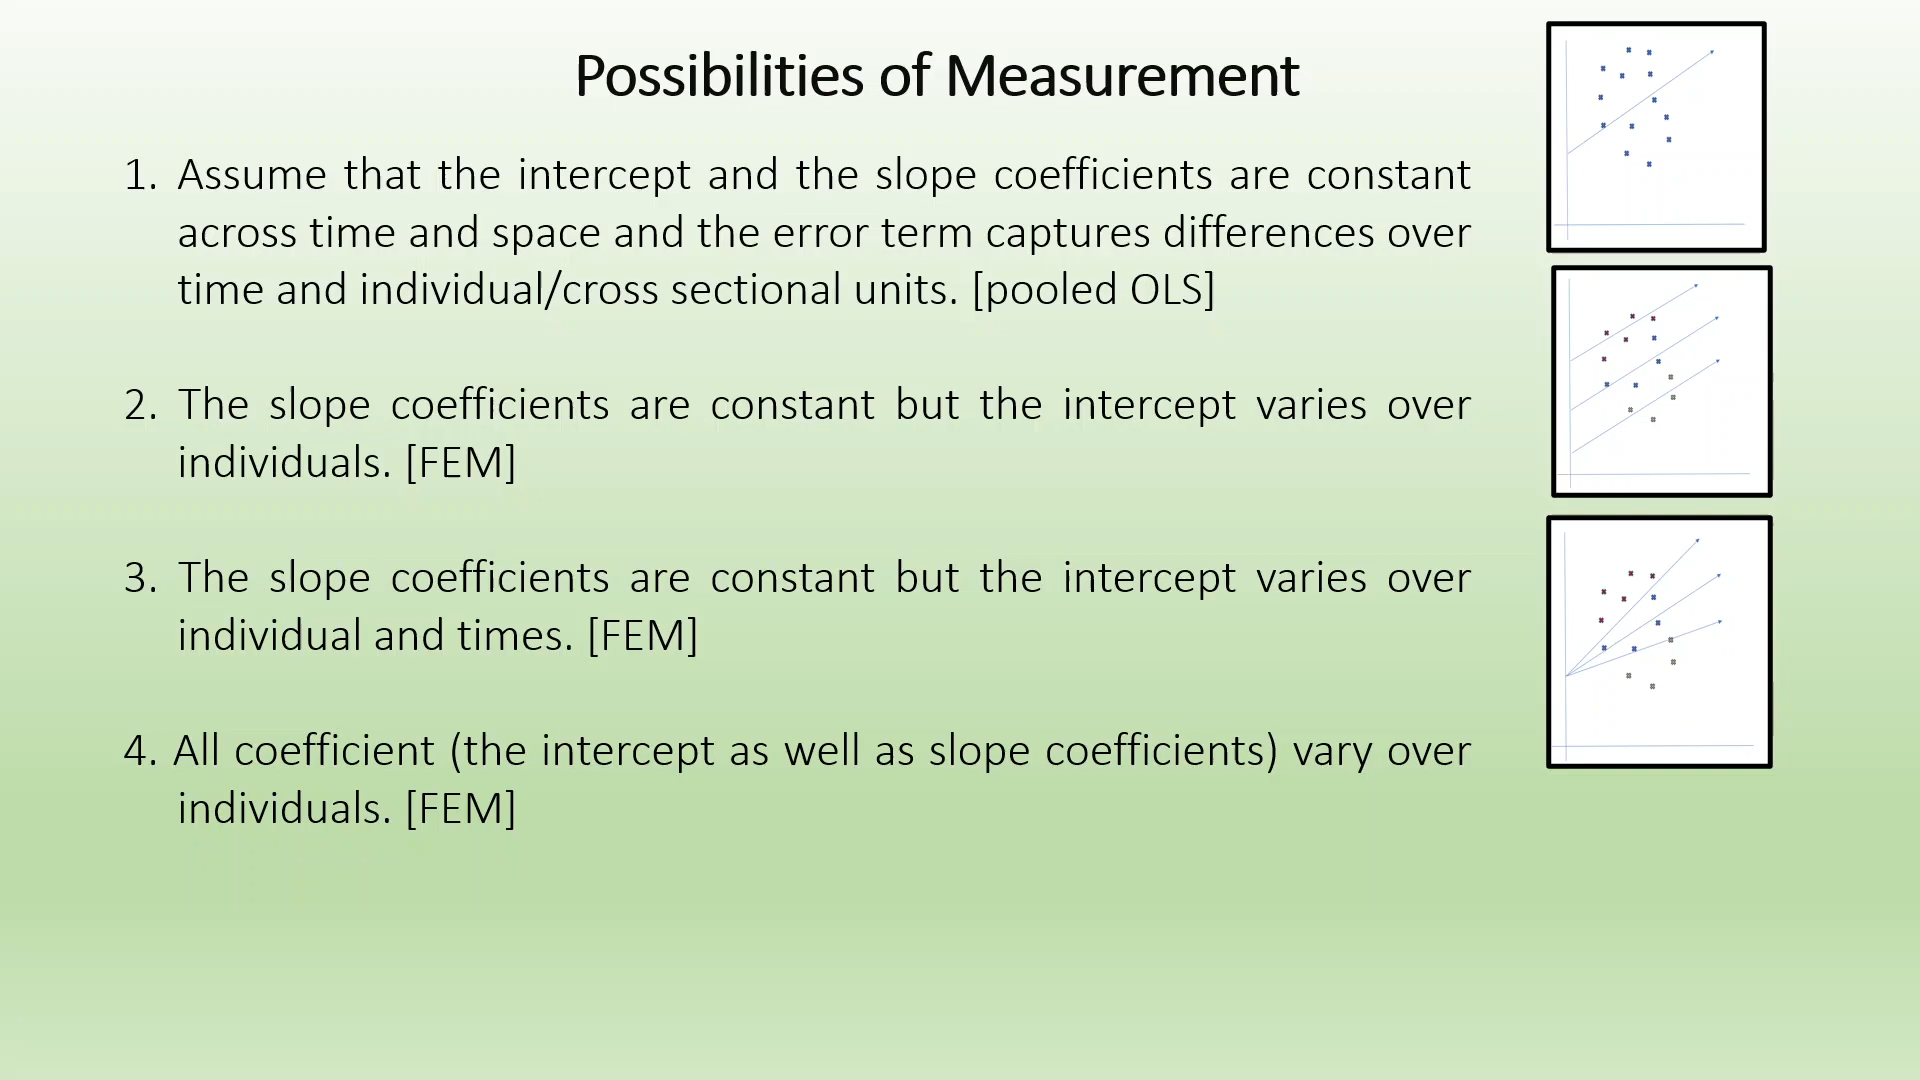 Possibilities of Measurement
1. Assume that the intercept and the slope coefficients are constant
across time and space and the error term captures differences over
time and individual/cross sectional units. [pooled OLS]
2. The slope coefficients are constant but the intercept varies over
individuals. [FEM]
3. The slope coefficients are constant but the intercept varies over
individual and times. [FEM]
4. All coefficient (the intercept as well as slope coefficients) vary over
individuals. [FEM]